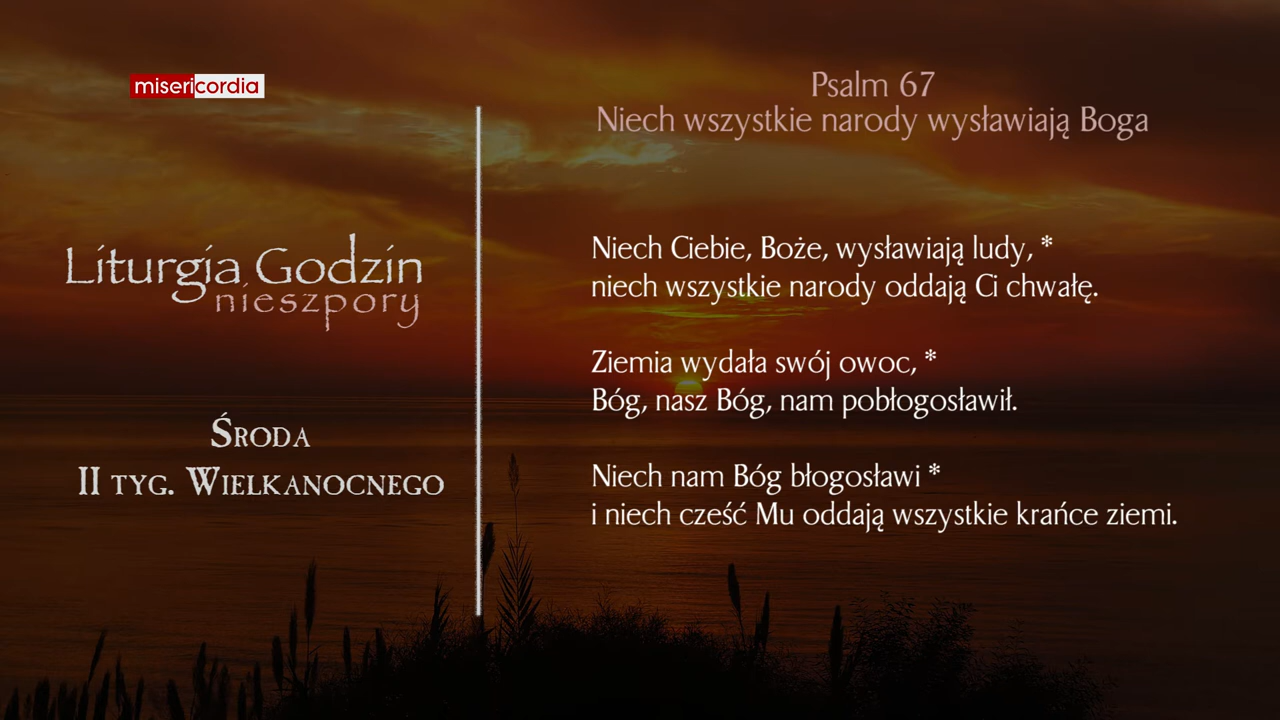 misericordia
Liturgia Godzin
nieszpory
Środa
II tyg. Wielkanocnego
Psalm 67
Niech wszystkie narody wysławiają Boga
Niech Ciebie, Boże, wysławiają ludy, *
niech wszystkie narody oddają Ci chwałę.
Ziemia wydała swój owoc, *
Bóg, nasz Bóg, nam pobłogosławił.
Niech nam Bóg błogosławi *
i niech cześć Mu oddają wszystkie krańce ziemi.